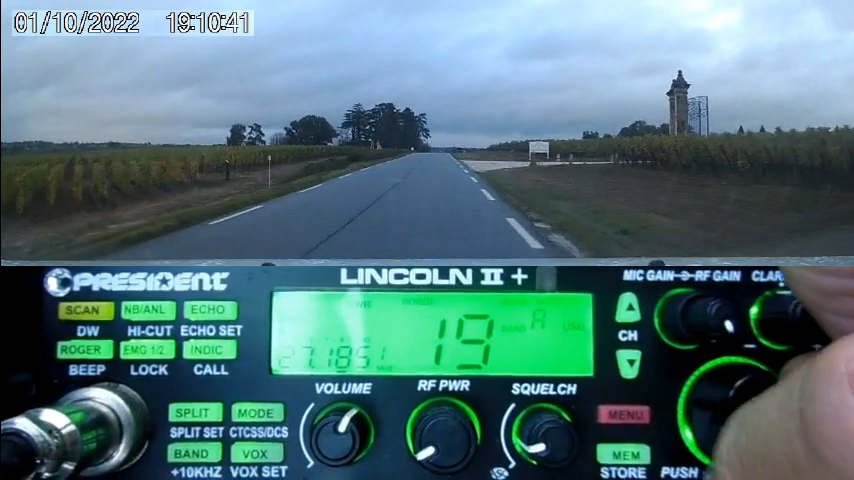 01/10/2022 19:10:41
PRESIDENT LINCOLN II + MIC GAIN RF GAIN CLAR
SCAN NB/ANL ECHO
DW HI-CUT ECHO SET
ROGER EMG 1/2 INDIC
BEEP LOCK CALL
19 BAND A USB
27.1851
CH
VOLUME RF PWR SQUELCH
SPLIT MODE
SPLIT SET CTCSS/DCS
BAND VOX
+10KHZ VOX SET
MENU
MEM
STORE PUSH